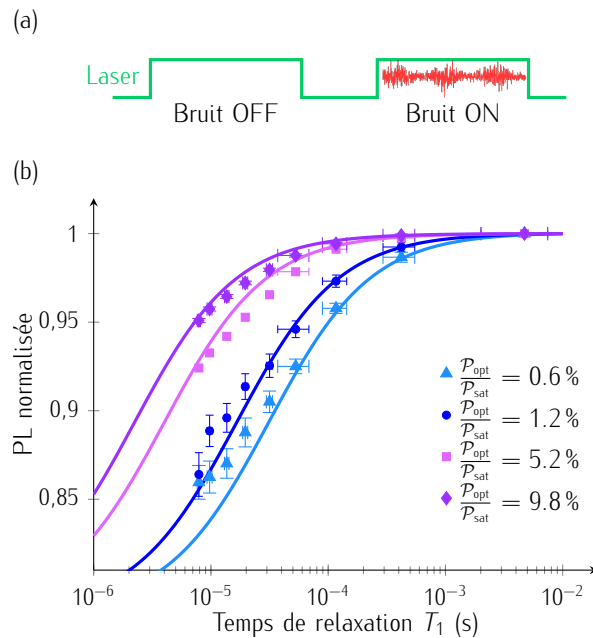 (a)
Laser
Bruit OFF
Bruit ON
(b)
PL normalisée
1
0,95
0,9
0,85
𝒫opt/𝒫sat = 0.6 %
𝒫opt/𝒫sat = 1.2 %
𝒫opt/𝒫sat = 5.2 %
𝒫opt/𝒫sat = 9.8 %
10⁻⁶ 10⁻⁵ 10⁻⁴ 10⁻³ 10⁻²
Temps de relaxation T₁ (s)